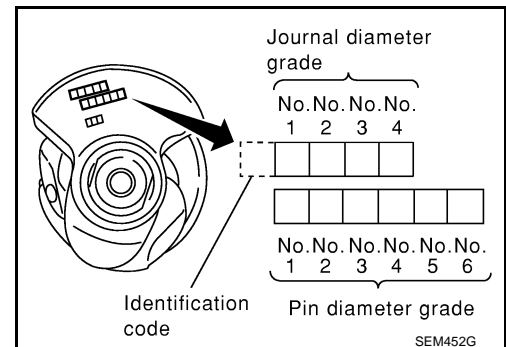 Journal diameter
grade
No. No. No. No.
1 2 3 4
No. No. No. No. No. No.
1 2 3 4 5 6
Identification
code
Pin diameter grade
SEM452G